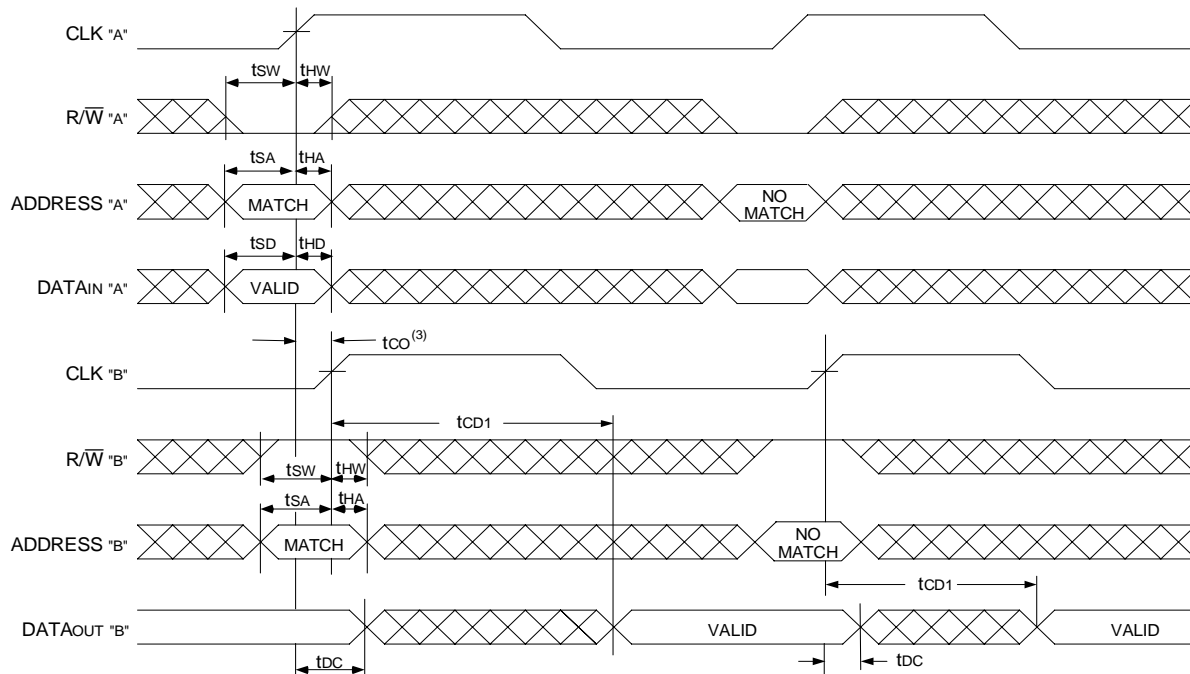 CLK "A"
tSW tHW
R/W̅ "A"
tSA tHA
ADDRESS "A" MATCH NO MATCH
tSD tHD
DATAIN "A" VALID
tCO(3)
CLK "B"
tCD1
R/W̅ "B"
tSW tHW
tSA tHA
ADDRESS "B" MATCH NO MATCH
tCD1
DATAOUT "B" VALID VALID
tDC tDC